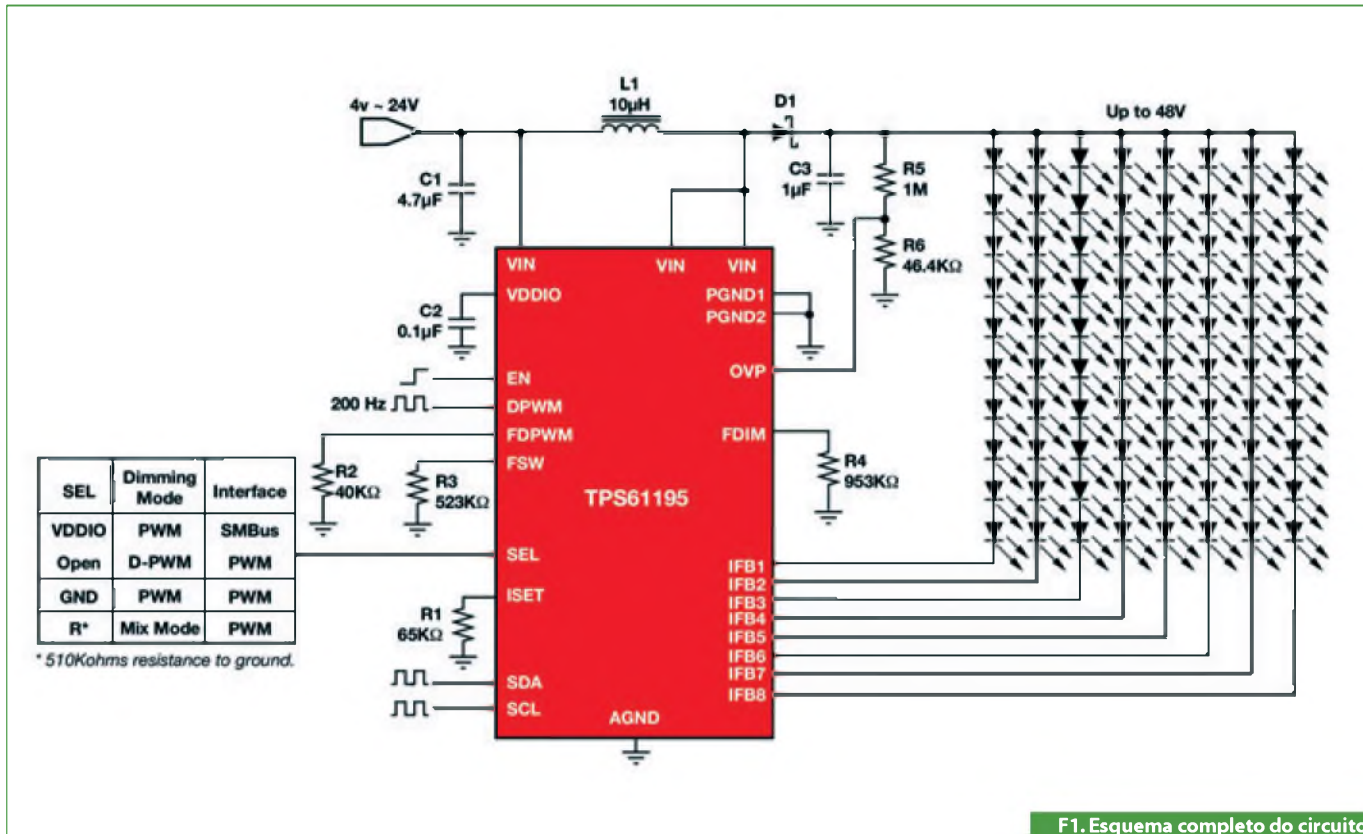 L1
10µH
D1
4v ~ 24V
Up to 48V
C1
4.7µF
C3
1µF
R5
1M
R6
46.4KΩ
VIN
VIN
VIN
VDDIO
PGND1
PGND2
C2
0.1µF
OVP
EN
200 Hz
DPWM
FDPWM
FDIM
FSW
R2
40KΩ
R3
523KΩ
R4
953KΩ
TPS61195
SEL Dimming Mode Interface
VDDIO PWM SMBus
Open D-PWM PWM
GND PWM PWM
R* Mix Mode PWM
* 510Kohms resistance to ground.
SEL
ISET
R1
65KΩ
SDA
SCL
AGND
IFB1
IFB2
IFB3
IFB4
IFB5
IFB6
IFB7
IFB8
F1. Esquema completo do circuito